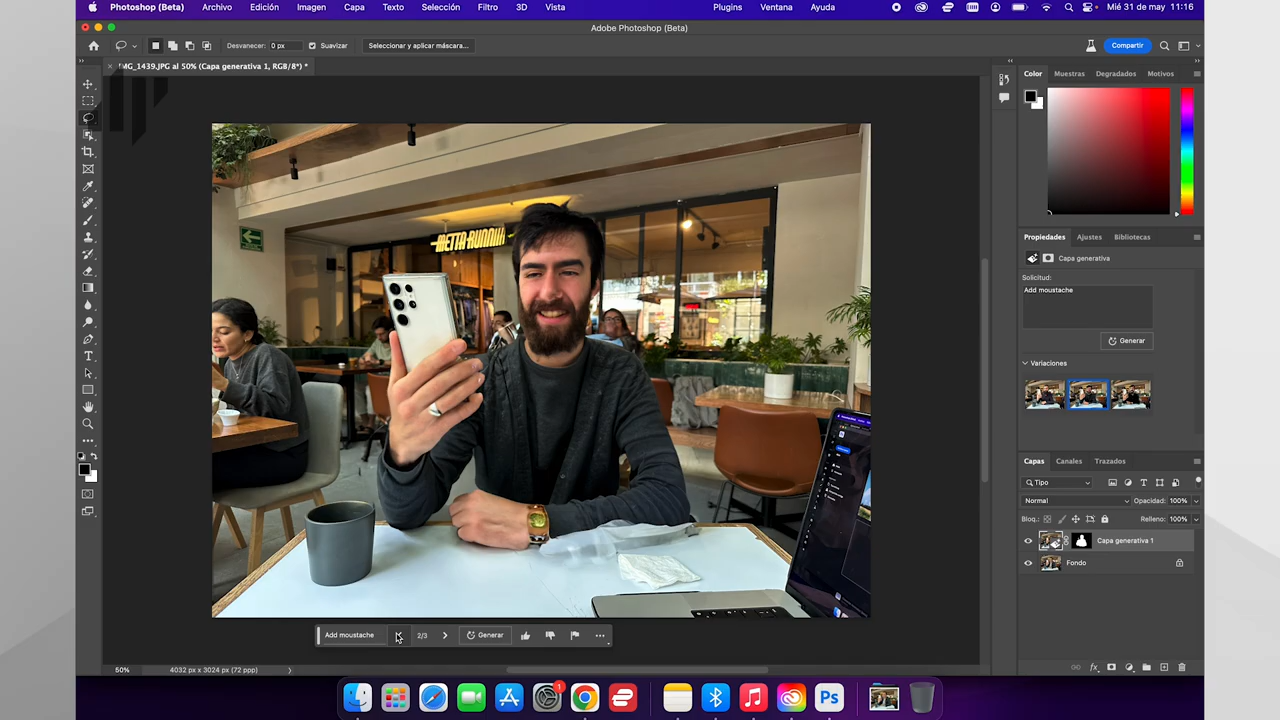 Photoshop (Beta) Archivo Edición Imagen Capa Texto Selección Filtro 3D Vista Plugins Ventana Ayuda Mié 31 de may 11:16
Adobe Photoshop (Beta)
Desvanecer: 0 px Suavizar Seleccionar y aplicar máscara... Compartir
IMG_1439.JPG al 50% (Capa generativa 1, RGB/8*) *
Color Muestras Degradados Motivos
METTA RUNNIN
Propiedades Ajustes Bibliotecas
Capa generativa
Solicitud:
Add moustache
Generar
Variaciones
Capas Canales Trazados
Tipo
Normal Opacidad: 100%
Bloq.: Relleno: 100%
Capa generativa 1
Fondo
Add moustache 2/3 Generar
50% 4032 px x 3024 px (72 ppp)
1
Ps